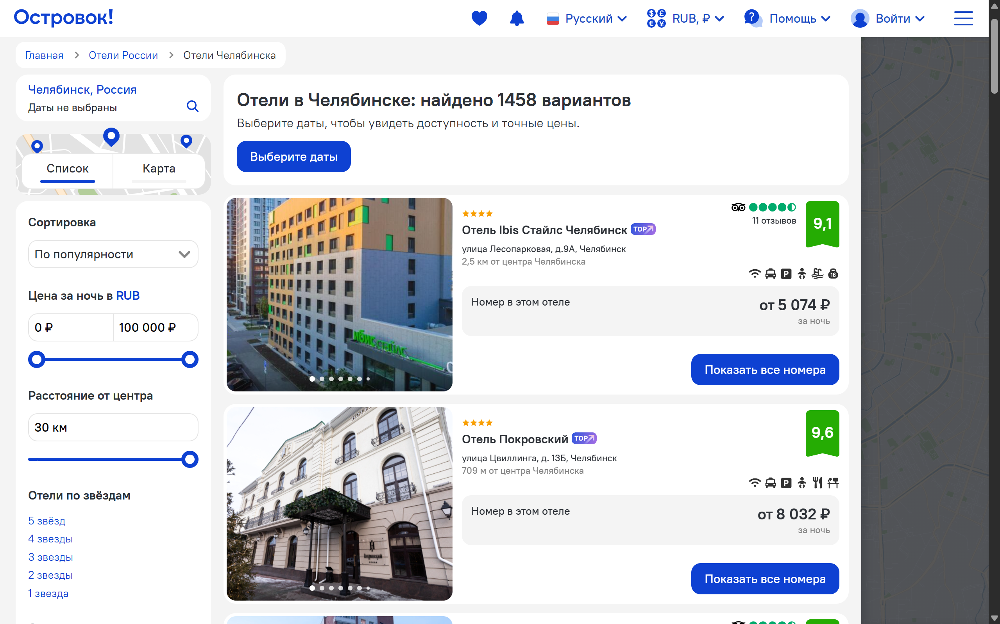 Островок!
Русский
RUB, ₽
Помощь
Войти
Главная
Отели России
Отели Челябинска
Челябинск, Россия
Даты не выбраны
Список
Карта
Сортировка
По популярности
Цена за ночь в RUB
0 ₽
100 000 ₽
Расстояние от центра
30 км
Отели по звёздам
5 звёзд
4 звезды
3 звезды
2 звезды
1 звезда
Отели в Челябинске: найдено 1458 вариантов
Выберите даты, чтобы увидеть доступность и точные цены.
Выберите даты
Отель Ibis Стайлс Челябинск TOP
11 отзывов
9,1
улица Лесопарковая, д.9А, Челябинск
2,5 км от центра Челябинска
P
16
ибис стайлс
Номер в этом отеле
от 5 074 ₽
за ночь
Показать все номера
Отель Покровский TOP
9,6
улица Цвиллинга, д. 13Б, Челябинск
709 м от центра Челябинска
P
Покровский
Номер в этом отеле
от 8 032 ₽
за ночь
Показать все номера